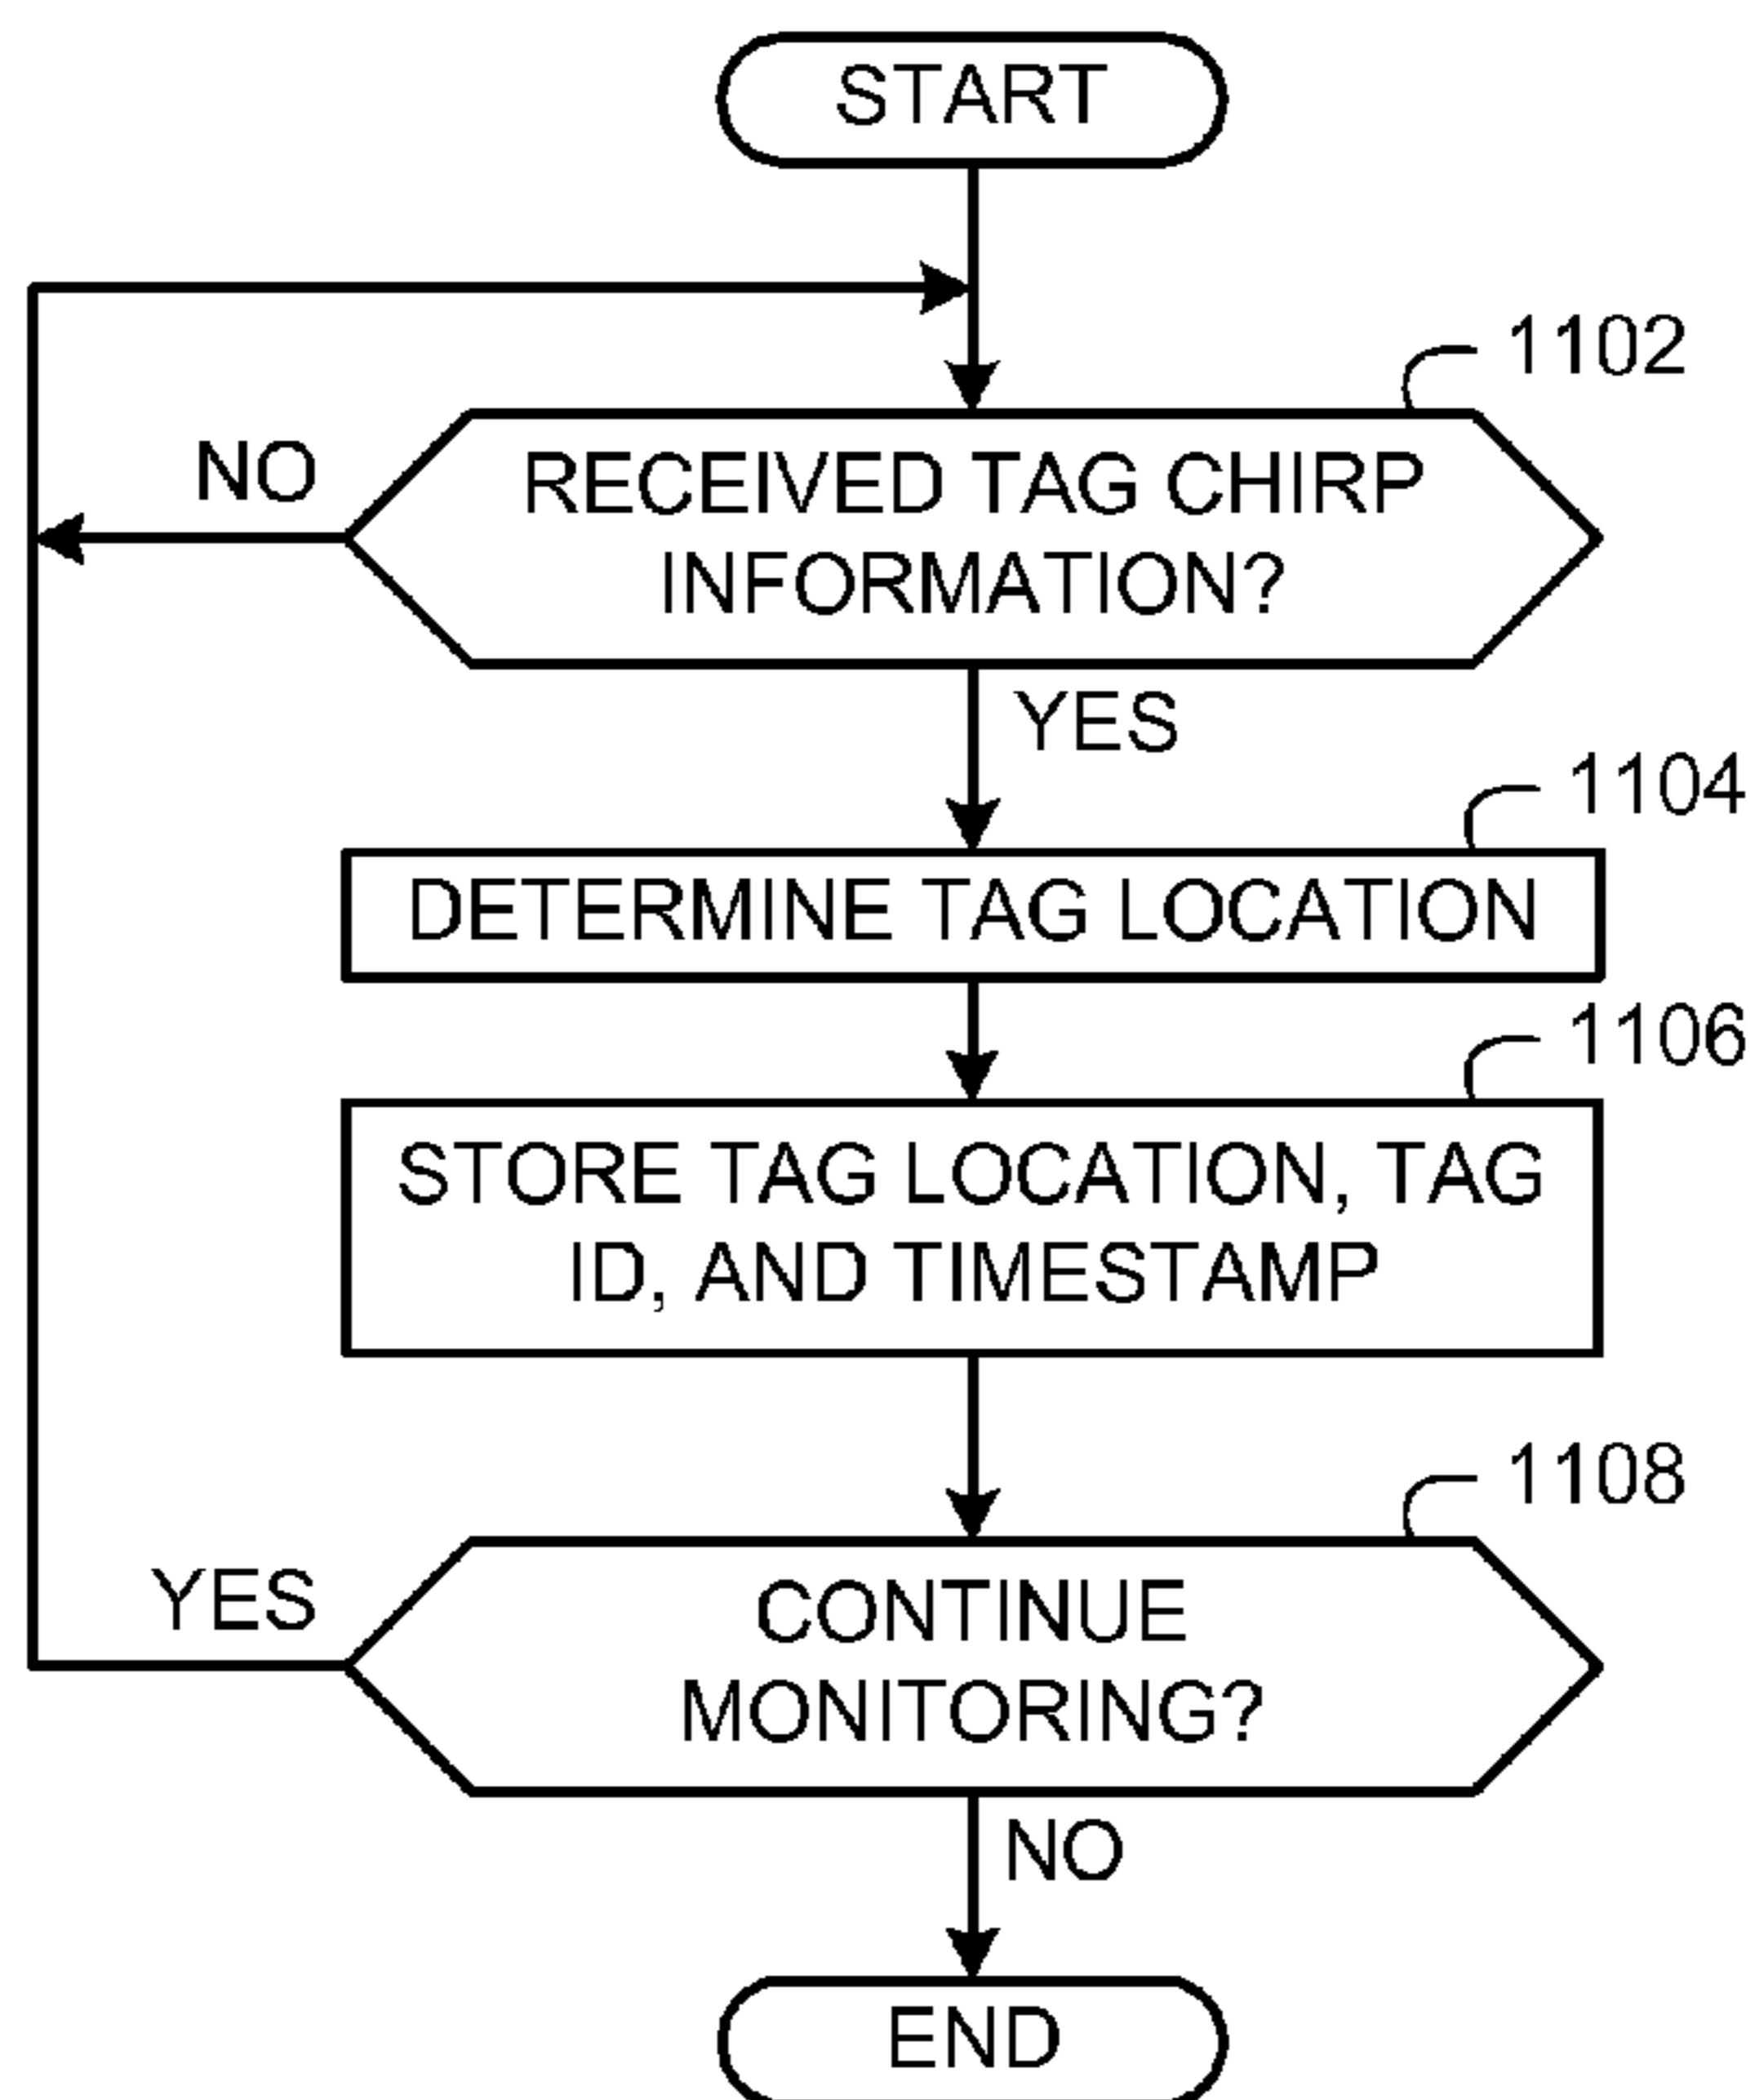 START
1102
NO
RECEIVED TAG CHIRP
INFORMATION?
YES
1104
DETERMINE TAG LOCATION
1106
STORE TAG LOCATION, TAG
ID, AND TIMESTAMP
1108
YES
CONTINUE
MONITORING?
NO
END